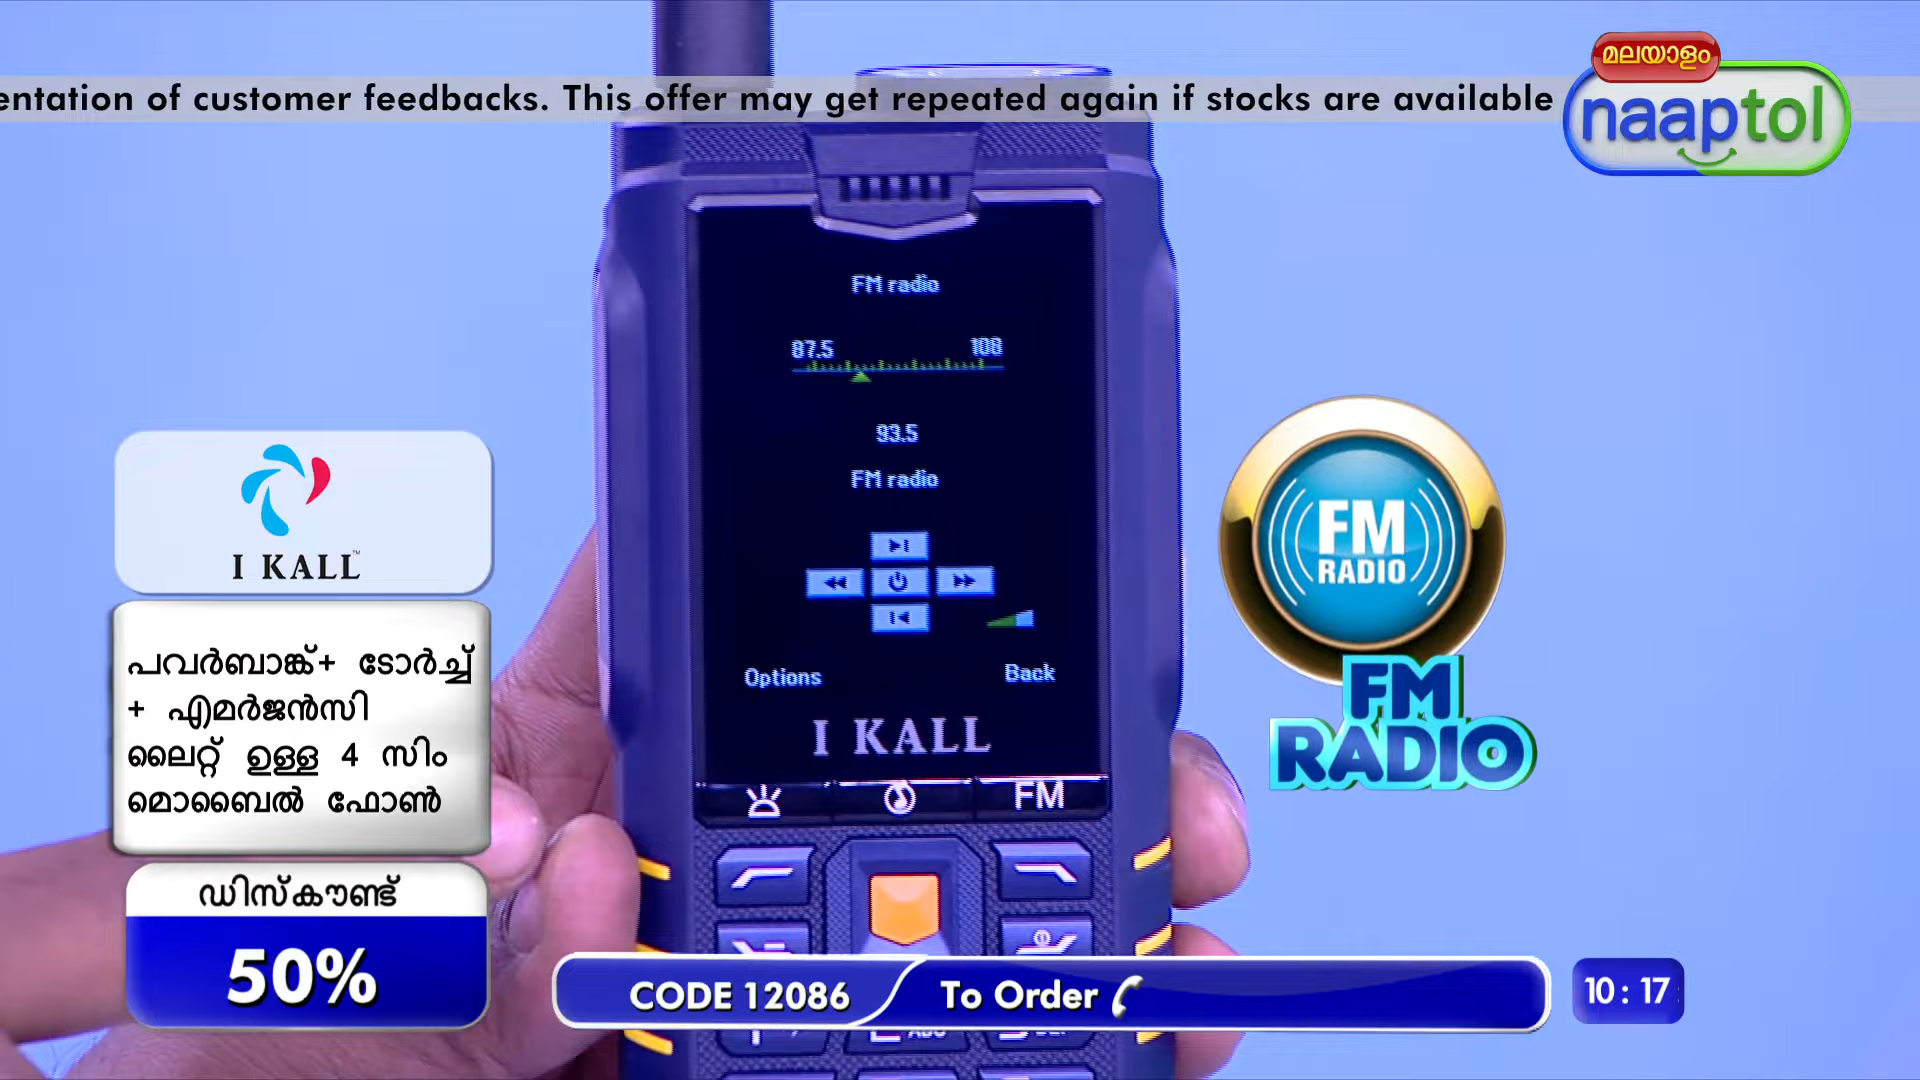 മലയാളം
entation of customer feedbacks. This offer may get repeated again if stocks are available
naaptol
FM radio
87.5 108
93.5
FM radio
Options Back
I KALL
FM
I KALL™
പവർബാങ്ക്+ ടോർച്ച്
+ എമർജൻസി
ലൈറ്റ് ഉള്ള 4 സിം
മൊബൈൽ ഫോൺ
ഡിസ്കൗണ്ട്
50%
FM
RADIO
FM
RADIO
CODE 12086 To Order
10 : 17